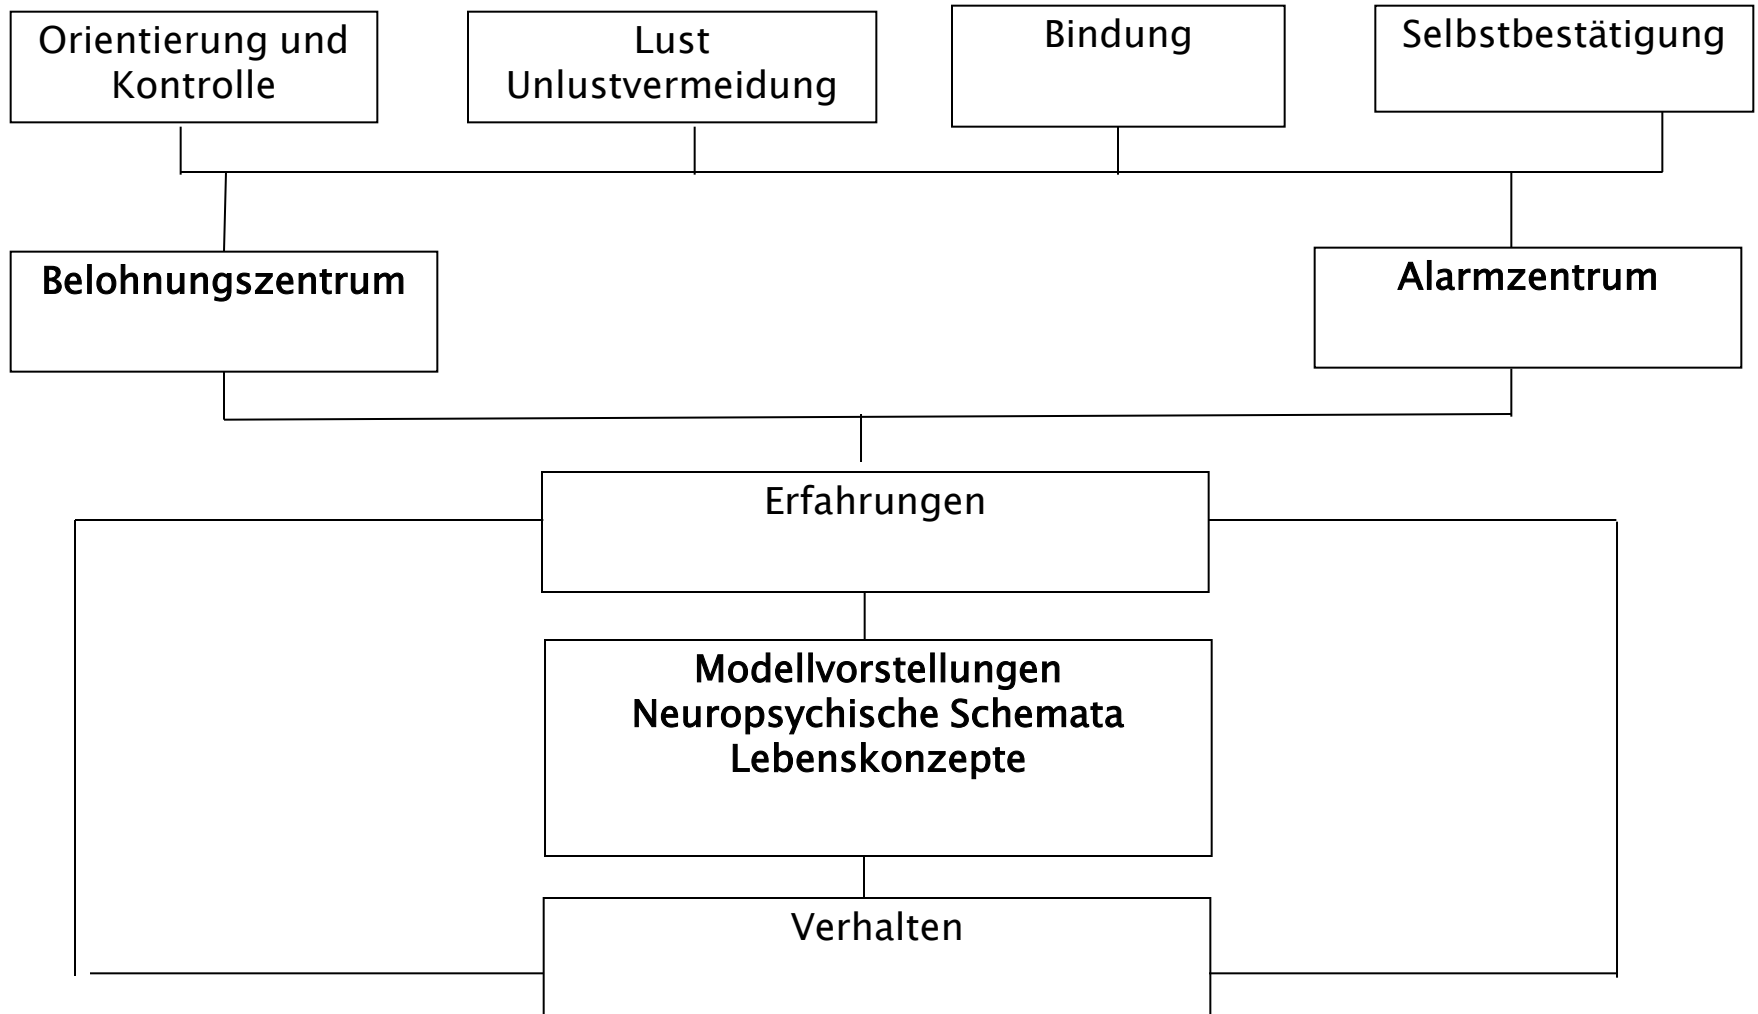 Orientierung und
Kontrolle
Lust
Unlustvermeidung
Bindung
Selbstbestätigung
Belohnungszentrum
Alarmzentrum
Erfahrungen
Modellvorstellungen
Neuropsychische Schemata
Lebenskonzepte
Verhalten